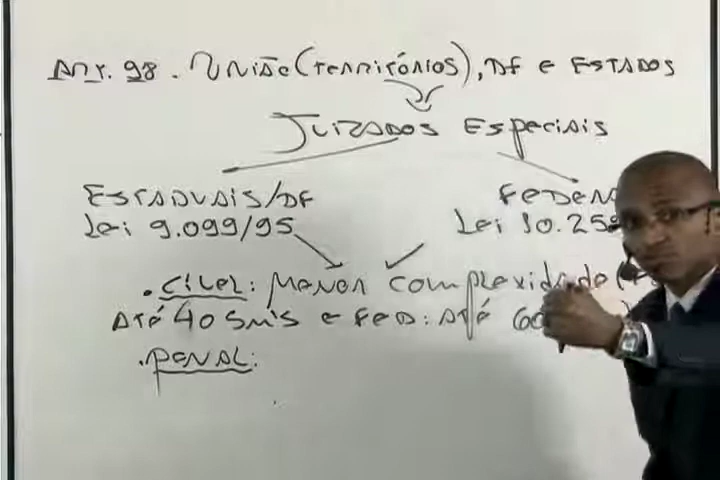 Art. 98. União (Territórios), DF e Estados
Juizados Especiais
Estaduais/DF
Lei 9.099/95
Feder
Lei 10.259
. Cível: menor complexidade (
Até 40 SMs e Fed: Até 60
. Penal: